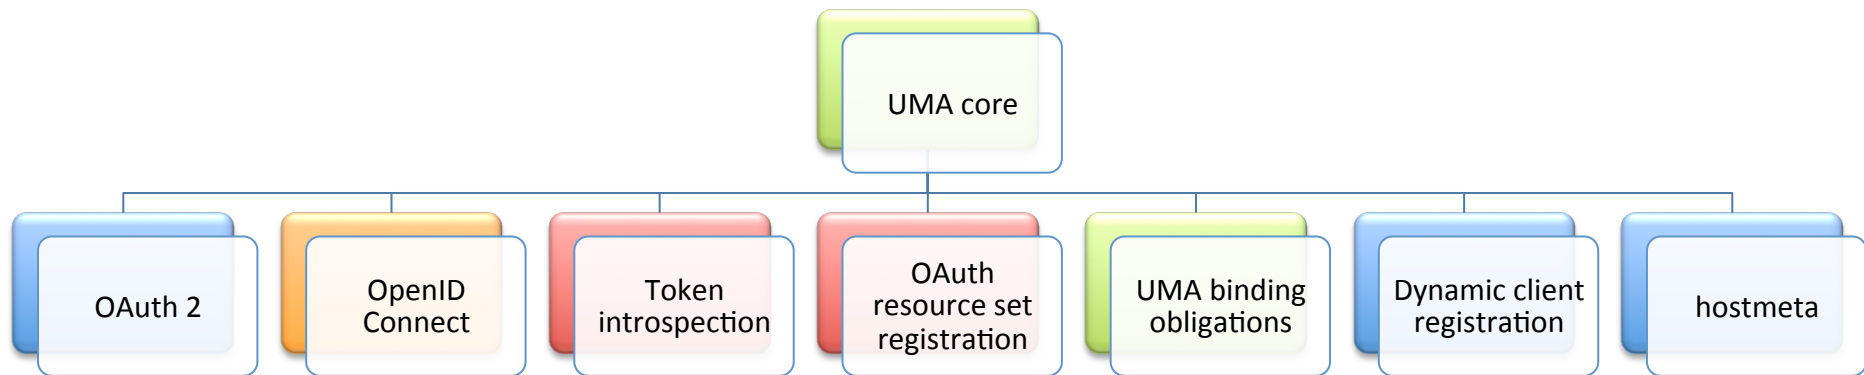 UMA core
OAuth 2
OpenID
Connect
Token
introspection
OAuth
resource set
registration
UMA binding
obligations
Dynamic client
registration
hostmeta